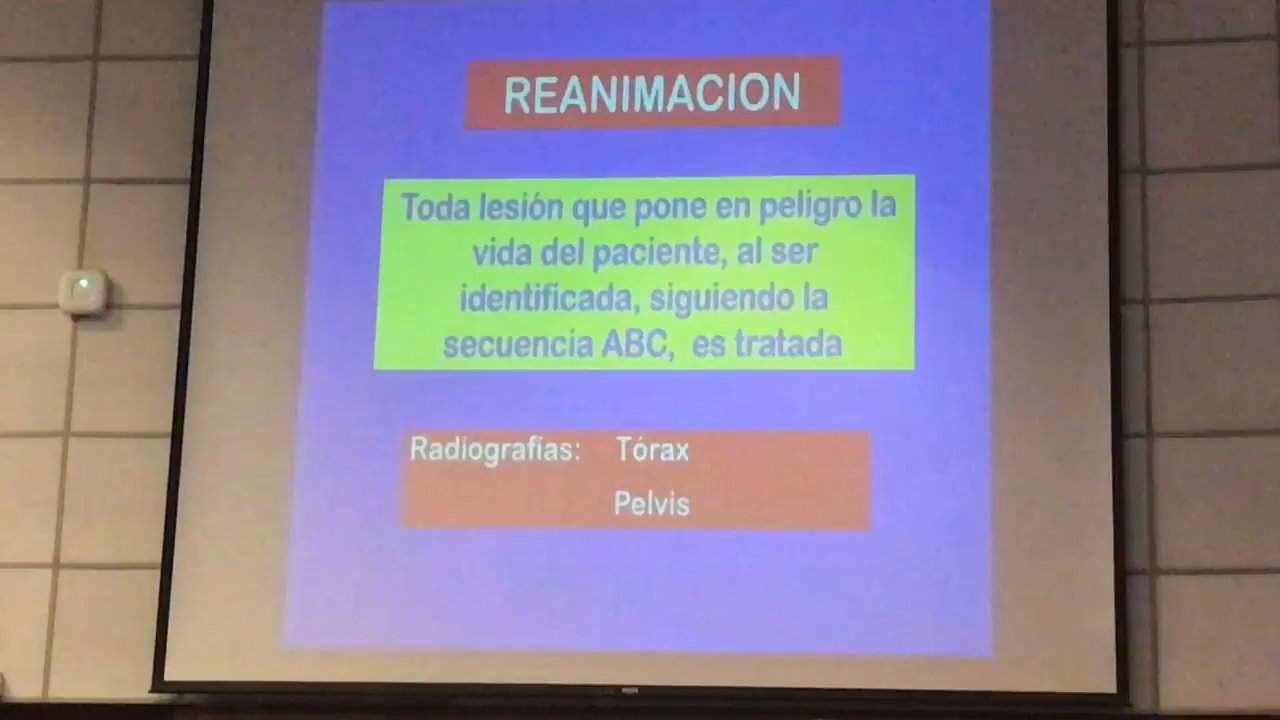 REANIMACION
Toda lesión que pone en peligro la
vida del paciente, al ser
identificada, siguiendo la
secuencia ABC, es tratada
Radiografías: Tórax
Pelvis